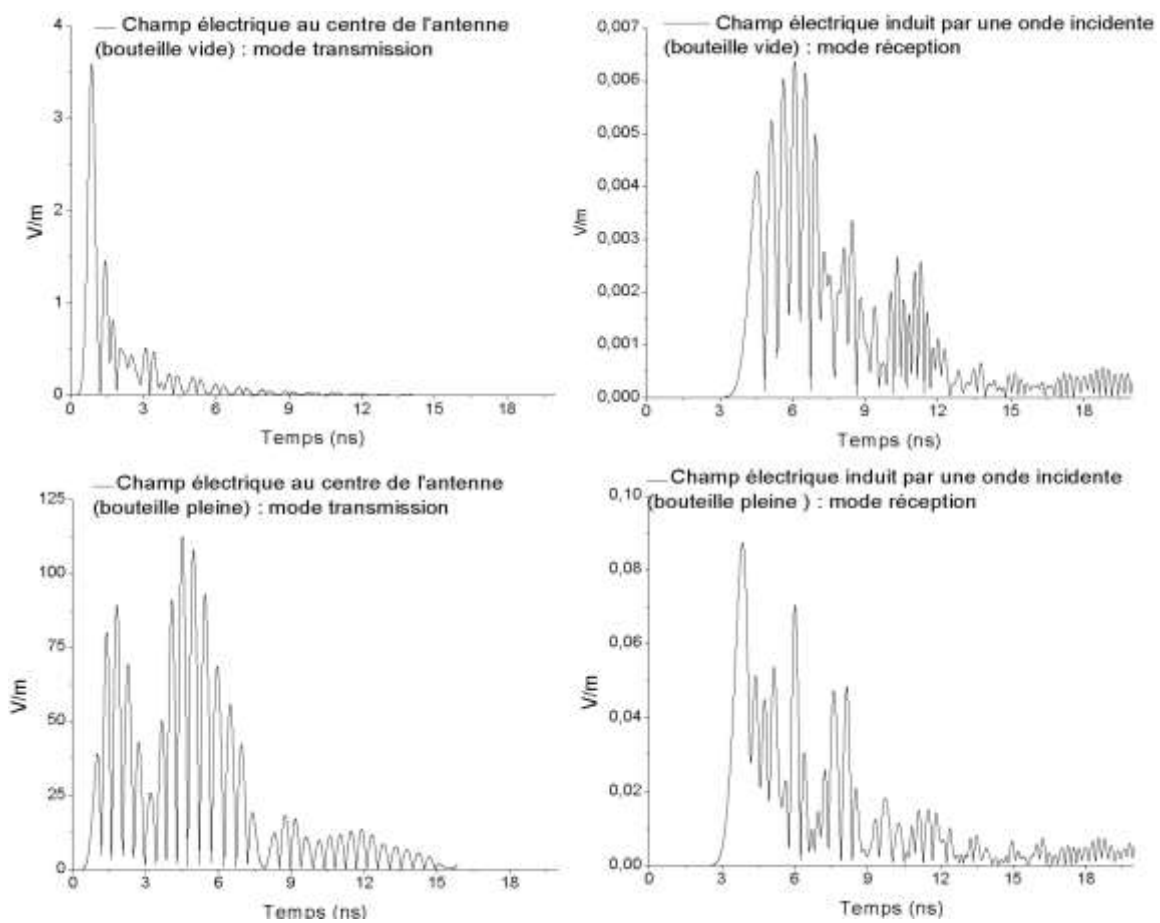 Champ électrique au centre de l'antenne
(bouteille vide) : mode transmission
4
3
2
1
0
V/m
0 3 6 9 12 15 18
Temps (ns)
Champ électrique induit par une onde incidente
(bouteille vide) : mode réception
0,007
0,006
0,005
0,004
0,003
0,002
0,001
0,000
V/m
0 3 6 9 12 15 18
Temps (ns)
Champ électrique au centre de l'antenne
(bouteille pleine) : mode transmission
125
100
75
50
25
0
V/m
0 3 6 9 12 15 18
Temps (ns)
Champ électrique induit par une onde incidente
(bouteille pleine ) : mode réception
0,10
0,08
0,06
0,04
0,02
0,00
V/m
0 3 6 9 12 15 18
Temps (ns)